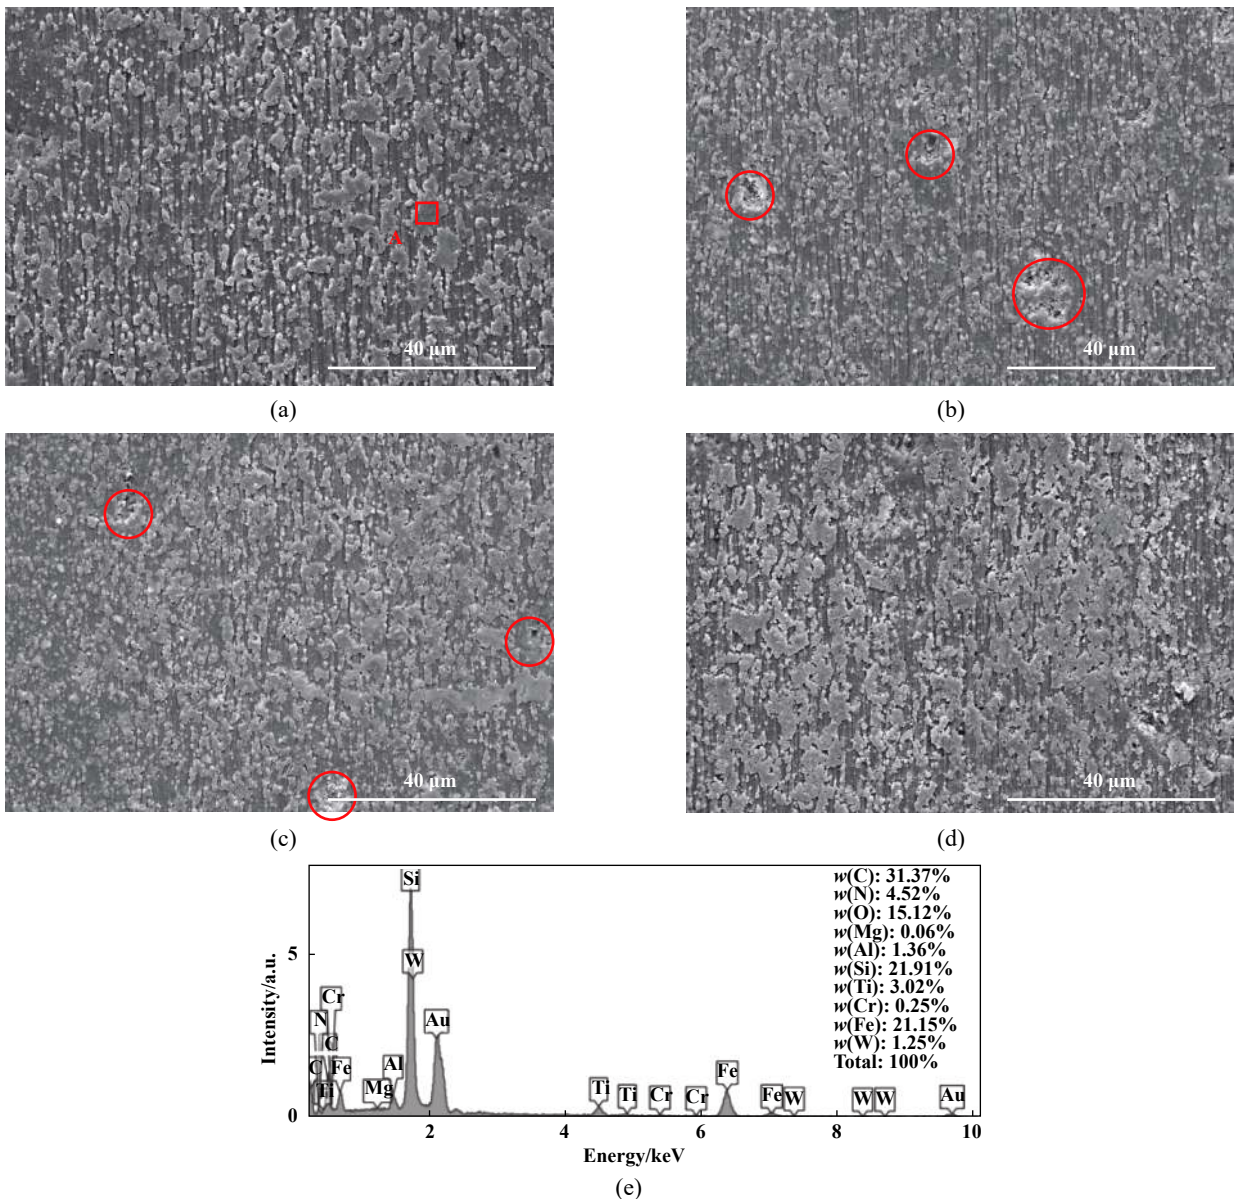 A
40 μm
40 μm
(a)
(b)
40 μm
40 μm
(c)
(d)
Si
W
Cr
N
C
C
Ti
Fe
Mg
Al
Au
Ti
Ti
Cr
Cr
Fe
Fe
W
W
W
Au
w(C): 31.37%
w(N): 4.52%
w(O): 15.12%
w(Mg): 0.06%
w(Al): 1.36%
w(Si): 21.91%
w(Ti): 3.02%
w(Cr): 0.25%
w(Fe): 21.15%
w(W): 1.25%
Total: 100%
Intensity/a.u.
5
0
2
4
6
8
10
Energy/keV
(e)